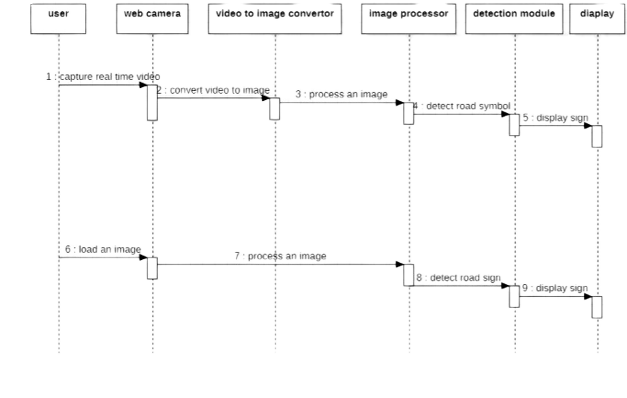 user
web camera
video to image convertor
image processor
detection module
diaplay
1 : capture real time video
2 : convert video to image
3 : process an image
4 : detect road symbol
5 : display sign
6 : load an image
7 : process an image
8 : detect road sign
9 : display sign